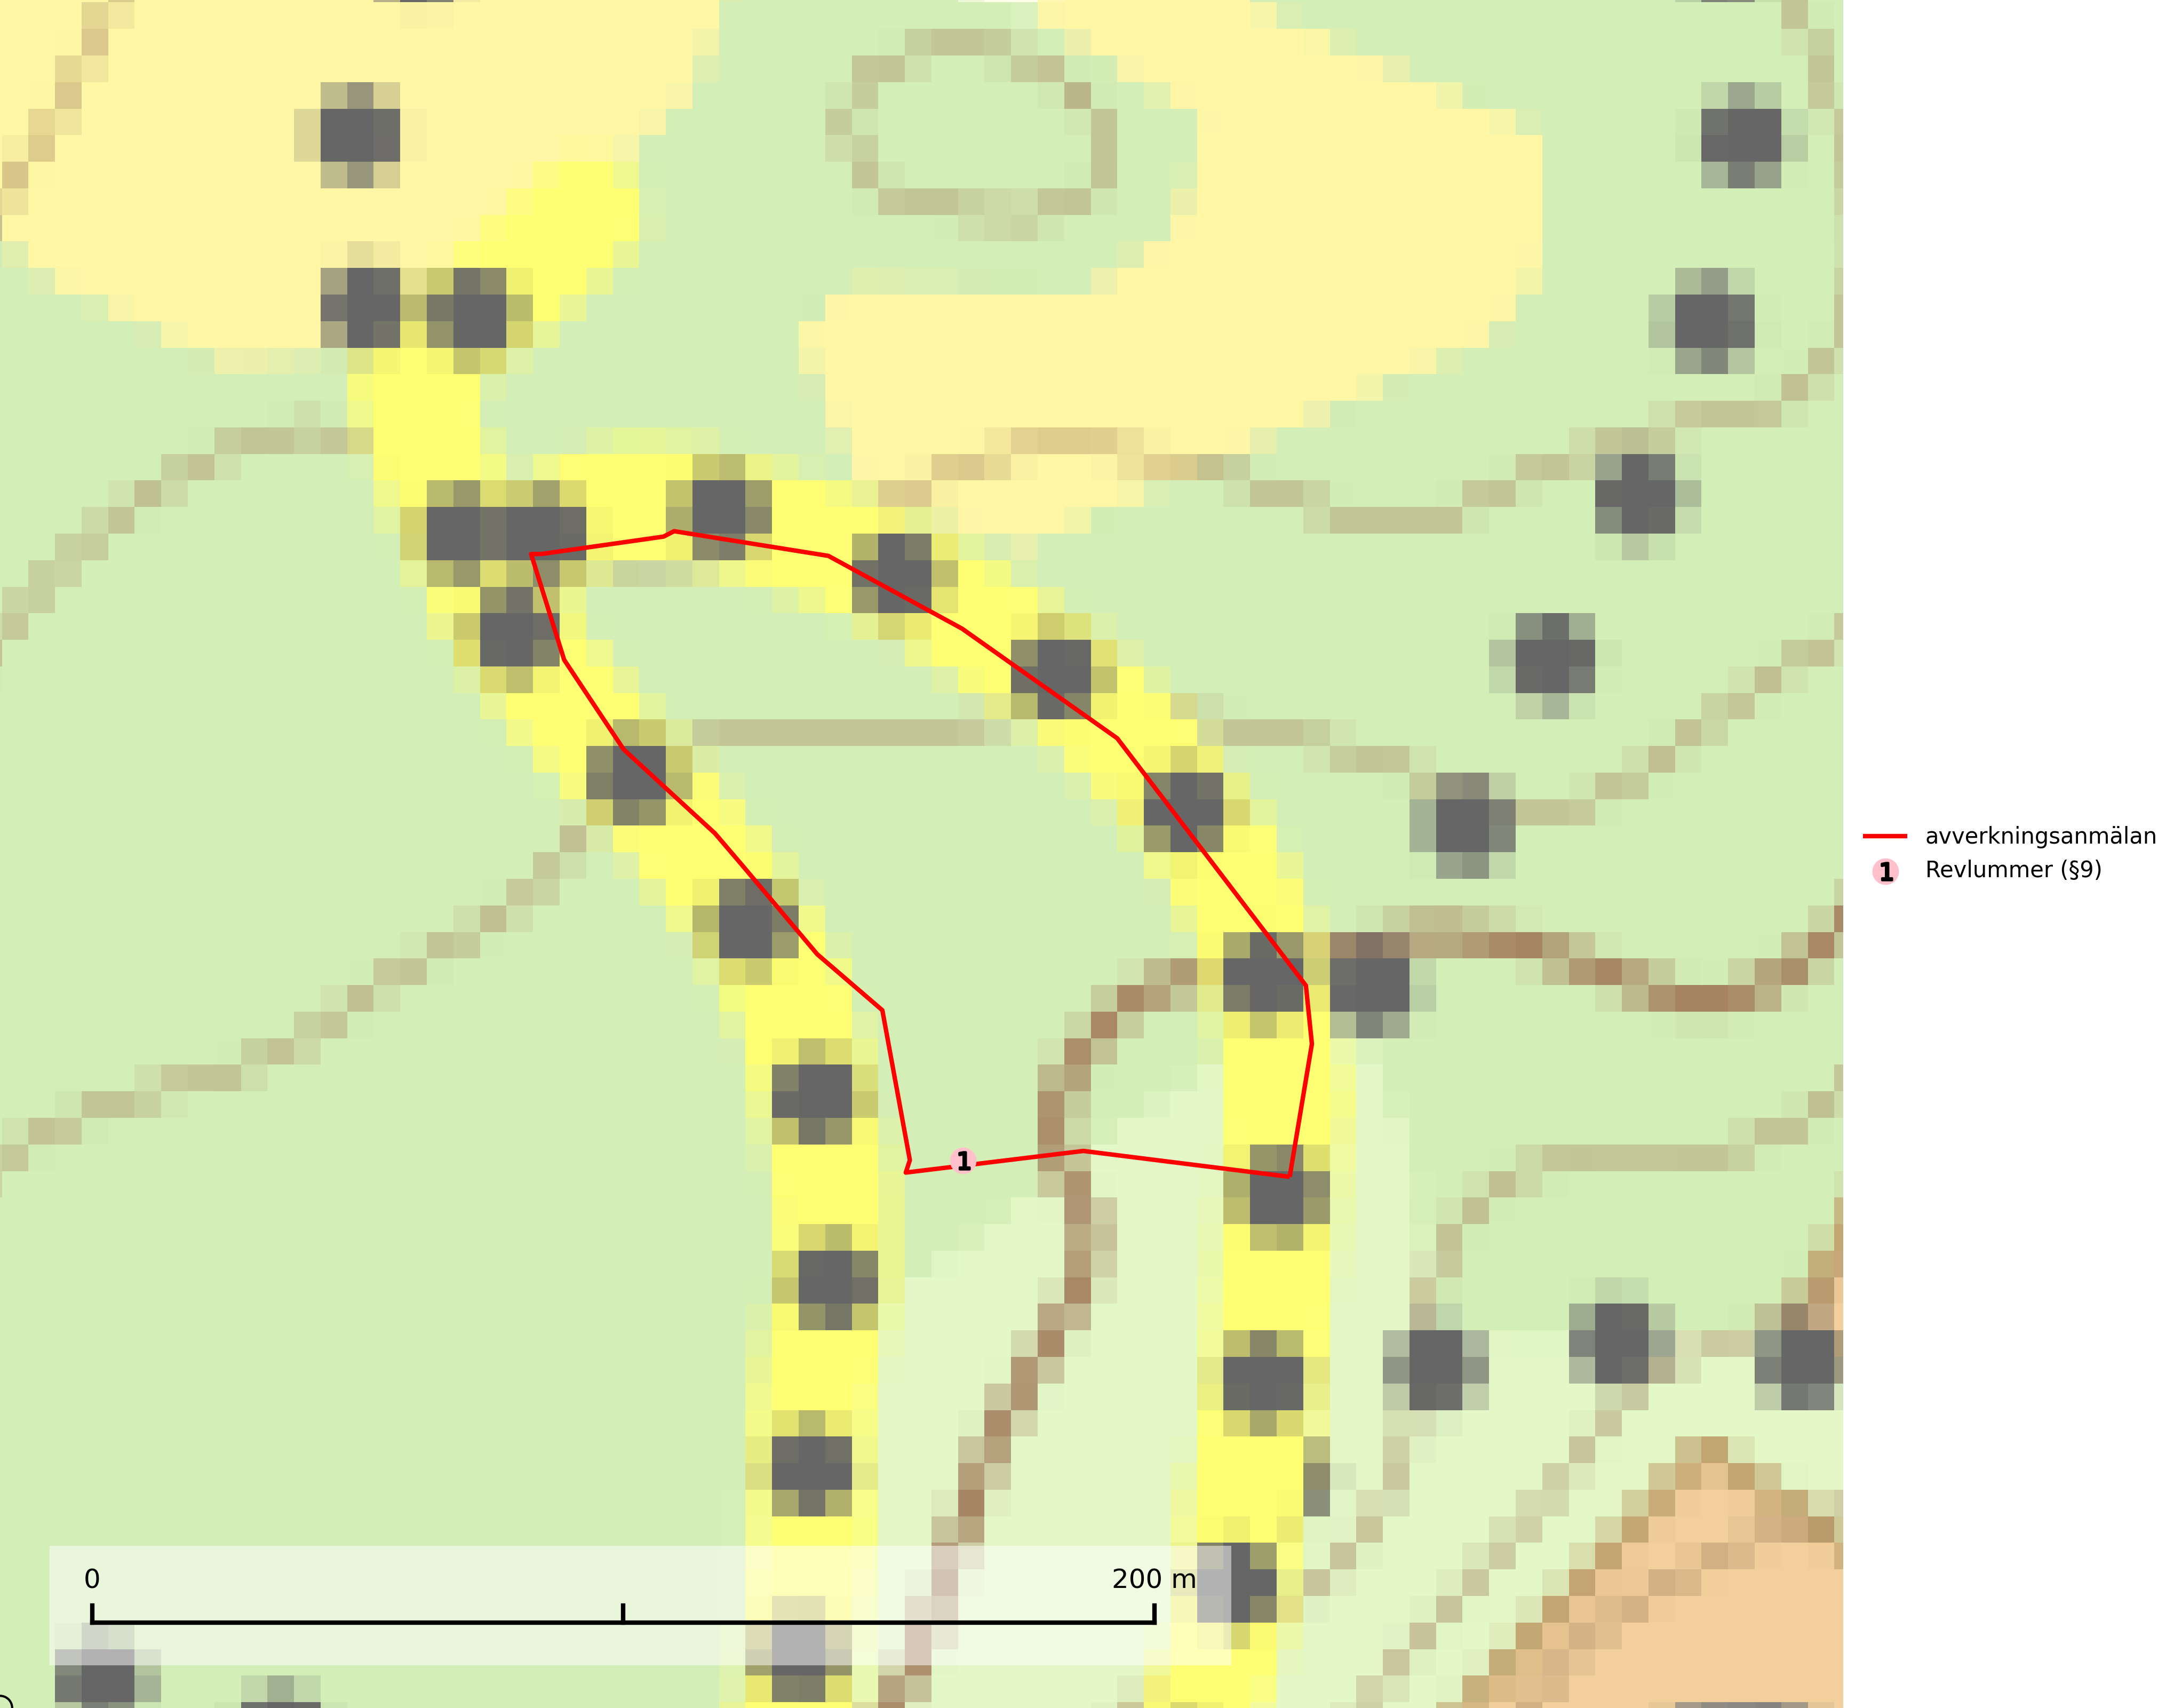 avverkningsanmälan
1 Revlummer (§9)
1
0 200 m